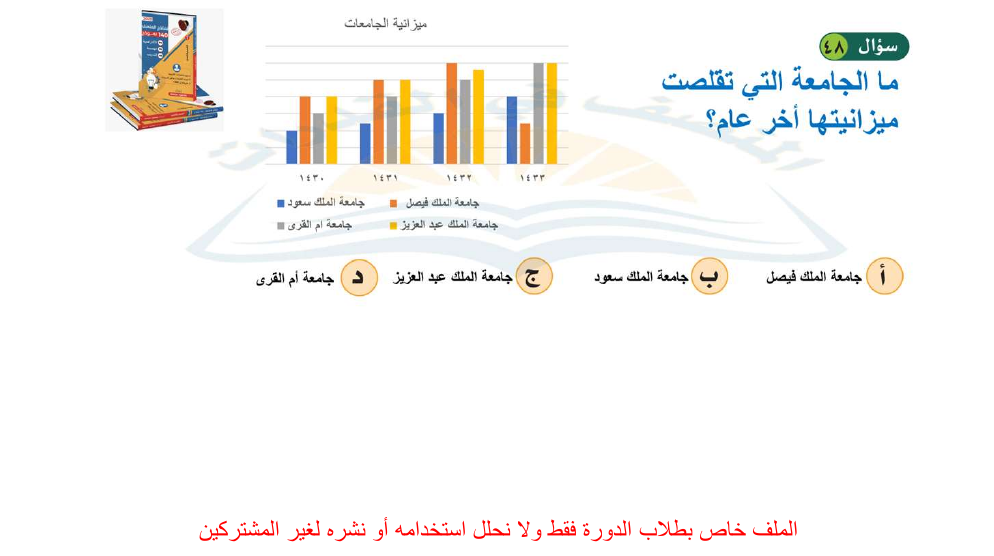 سؤال ٤٨
ما الجامعة التي تقلصت
ميزانيتها أخر عام؟
ميزانية الجامعات
١٤٣٠ ١٤٣١ ١٤٣٢ ١٤٣٣
جامعة الملك سعود جامعة الملك فيصل
جامعة ام القرى جامعة الملك عبد العزيز
أ جامعة الملك فيصل
ب جامعة الملك سعود
ج جامعة الملك عبد العزيز
د جامعة أم القرى
الملف خاص بطلاب الدورة فقط ولا نحلل استخدامه أو نشره لغير المشتركين